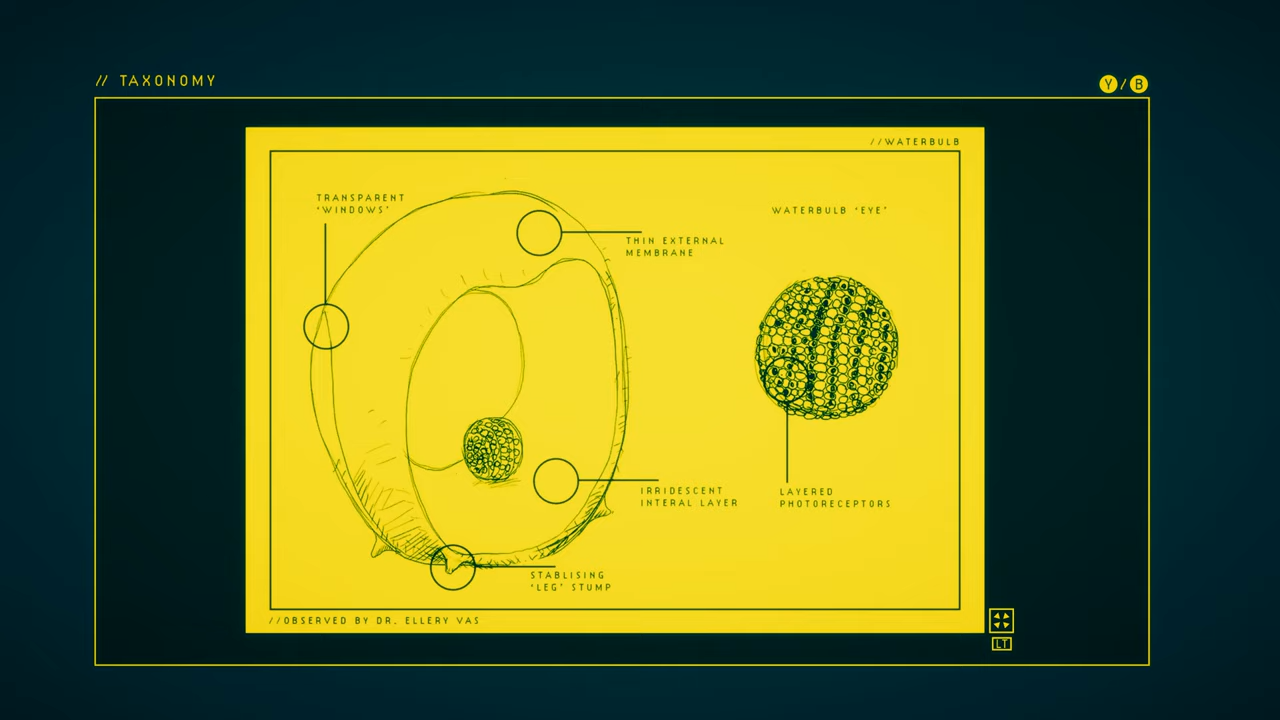 // TAXONOMY
Y / B
//WATERBULB
TRANSPARENT
'WINDOWS'
WATERBULB 'EYE'
THIN EXTERNAL
MEMBRANE
IRRIDESCENT
INTERAL LAYER
LAYERED
PHOTORECEPTORS
STABLISING
'LEG' STUMP
//OBSERVED BY DR. ELLERY VAS
LT